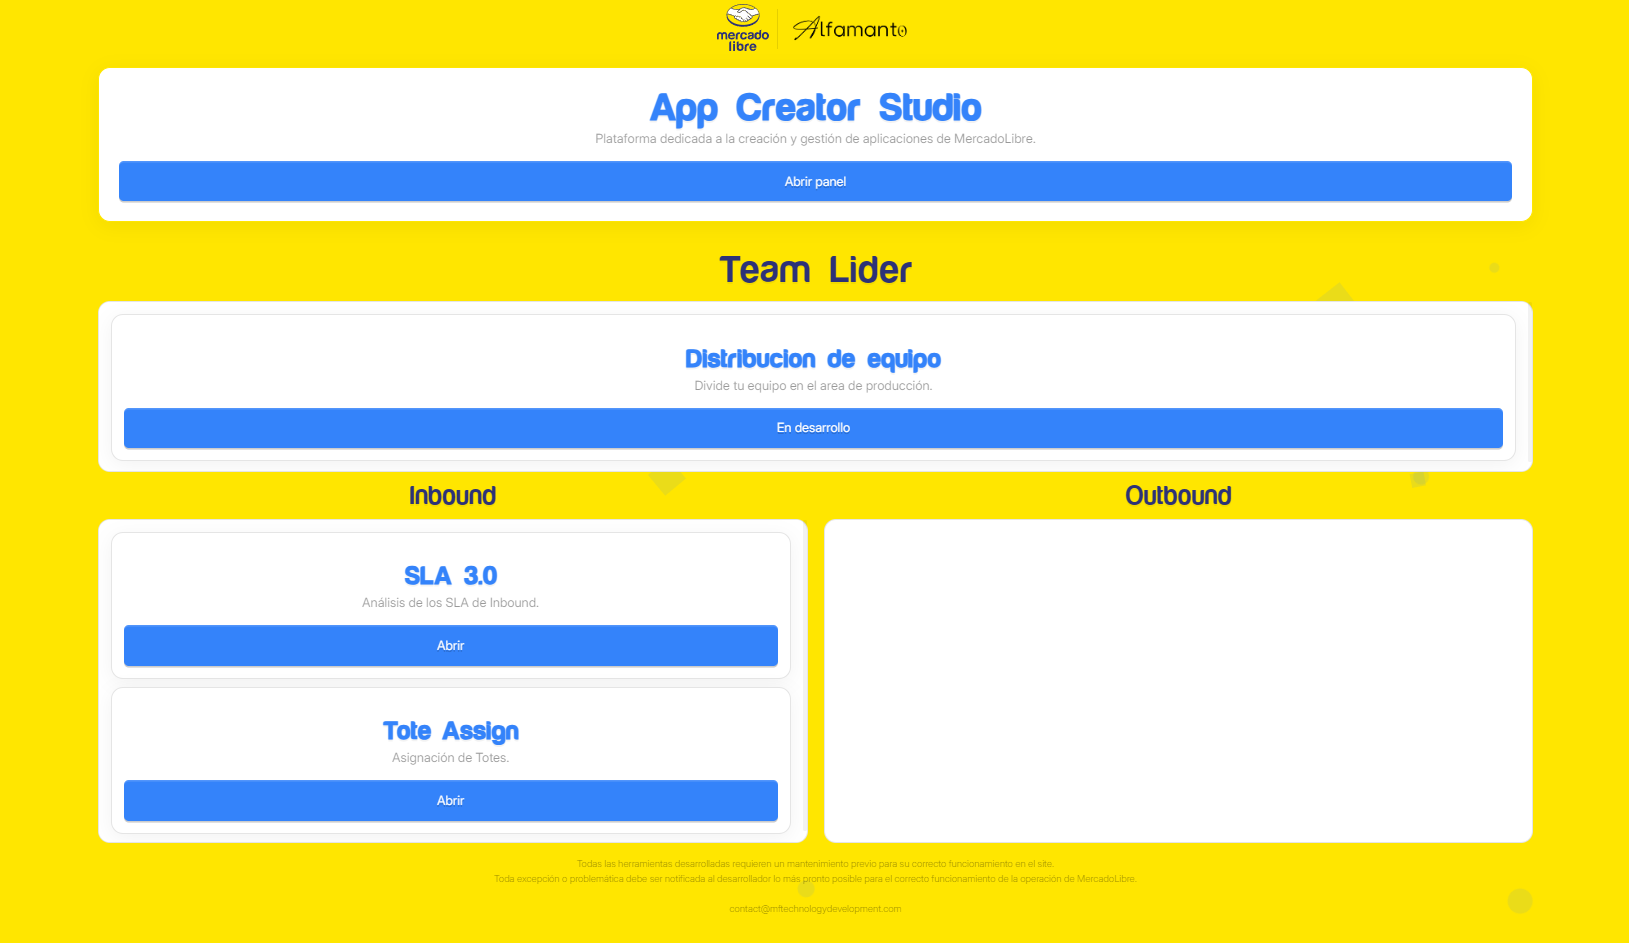 mercado
libre
Alfamanto
App Creator Studio
Plataforma dedicada a la creación y gestión de aplicaciones de MercadoLibre.
Abrir panel
Team Lider
Distribucion de equipo
Divide tu equipo en el area de producción.
En desarrollo
Inbound
Outbound
SLA 3.0
Análisis de los SLA de Inbound.
Abrir
Tote Assign
Asignación de Totes.
Abrir
Todas las herramientas desarrolladas requieren un mantenimiento previo para su correcto funcionamiento en el site.
Toda excepción o problemática debe ser notificada al desarrollador lo más pronto posible para el correcto funcionamiento de la operación de MercadoLibre.
contact@mftechnologydevelopment.com